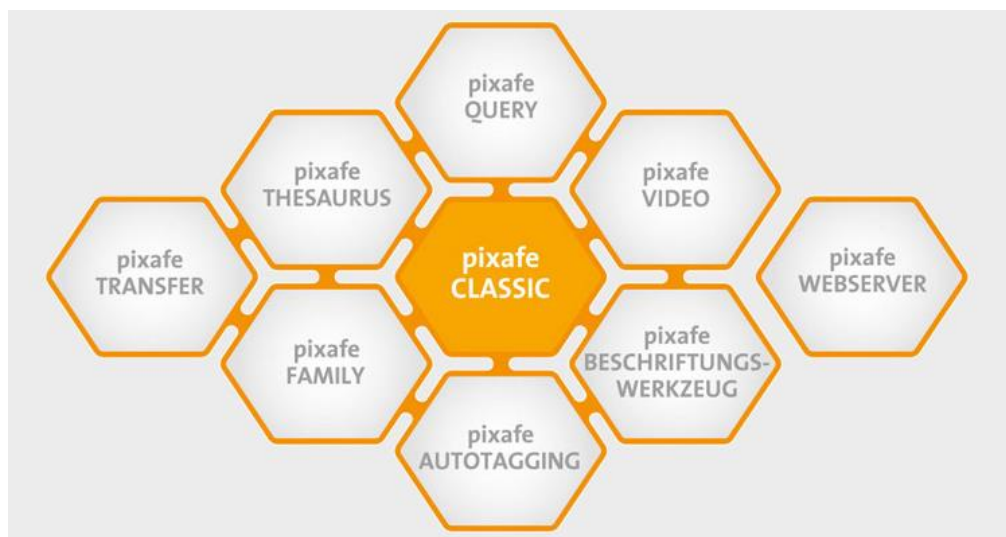 pixafe
QUERY
pixafe
THESAURUS
pixafe
VIDEO
pixafe
TRANSFER
pixafe
CLASSIC
pixafe
WEBSERVER
pixafe
FAMILY
pixafe
BESCHRIFTUNGS-
WERKZEUG
pixafe
AUTOTAGGING